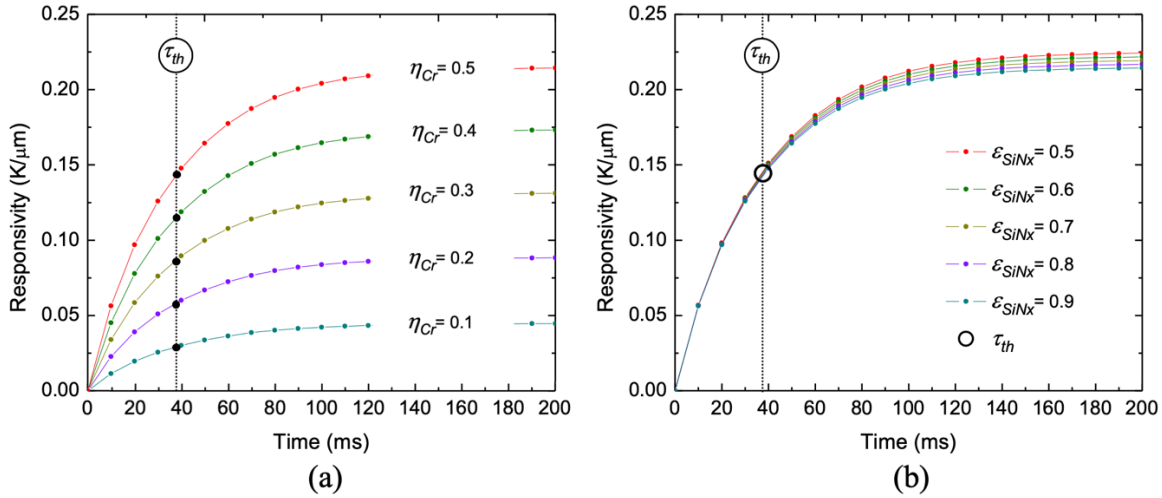 τth
ηCr= 0.5
ηCr= 0.4
ηCr= 0.3
ηCr= 0.2
ηCr= 0.1
0.20
0.15
0.10
0.05
0.00
Responsivity (K/μm)
0 20 40 60 80 100 120 140 160 180 200
Time (ms)
(a)
τth
εSiNx= 0.5
εSiNx= 0.6
εSiNx= 0.7
εSiNx= 0.8
εSiNx= 0.9
τth
0.25
0.20
0.15
0.10
0.05
0.00
Responsivity (K/μm)
0 20 40 60 80 100 120 140 160 180 200
Time (ms)
(b)